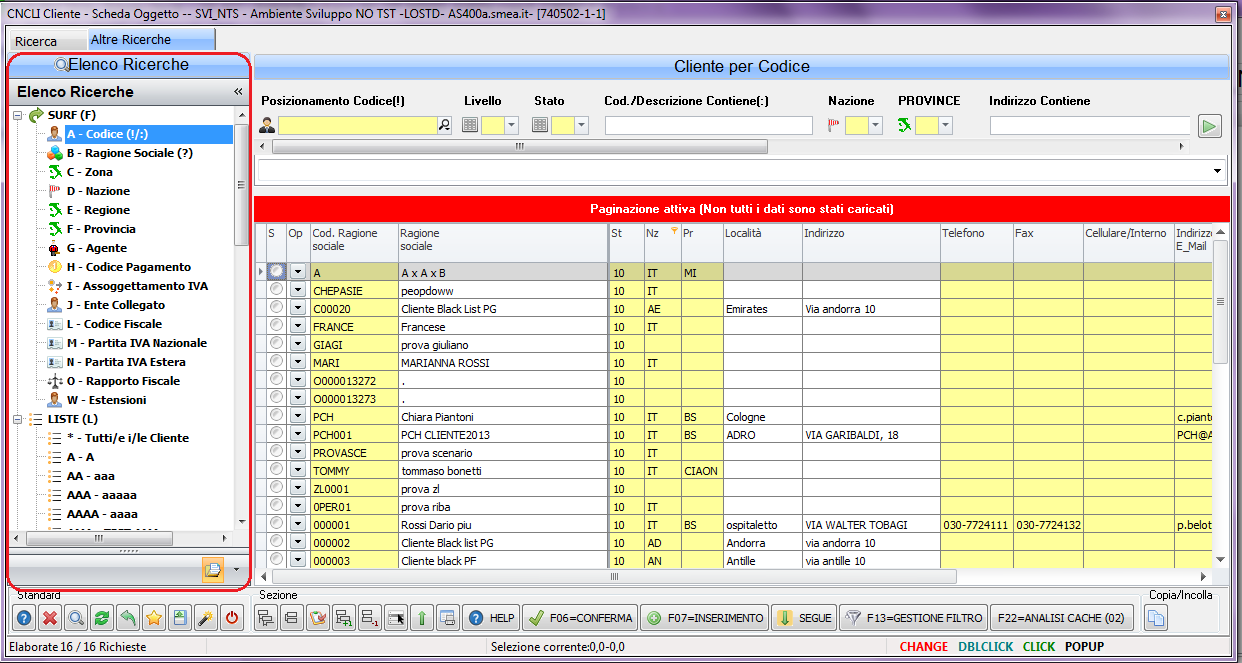 CNCLI Cliente - Scheda Oggetto -- SVI_NTS - Ambiente Sviluppo NO TST -LOSTD- AS400a.smea.it- [740502-1-1]
Ricerca Altre Ricerche
Elenco Ricerche
Elenco Ricerche «
SURF (F)
A - Codice (!/:)
B - Ragione Sociale (?)
C - Zona
D - Nazione
E - Regione
F - Provincia
G - Agente
H - Codice Pagamento
I - Assoggettamento IVA
J - Ente Collegato
L - Codice Fiscale
M - Partita IVA Nazionale
N - Partita IVA Estera
O - Rapporto Fiscale
W - Estensioni
LISTE (L)
* - Tutti/e i/le Cliente
A - A
AA - aaa
AAA - aaaaa
AAAA - aaaa
Cliente per Codice
Posizionamento Codice(!) Livello Stato Cod./Descrizione Contiene(:) Nazione PROVINCE Indirizzo Contiene
Paginazione attiva (Non tutti i dati sono stati caricati)
S Op Cod. Ragione sociale Ragione sociale St Nz Pr Località Indirizzo Telefono Fax Cellulare/Interno Indirizzo E_Mail
A A x A x B 10 IT MI
CHEPASIE peopdoww 10 IT
C00020 Cliente Black List PG 10 AE Emirates Via andorra 10
FRANCE Francese 10 IT
GIAGI prova giuliano 10
MARI MARIANNA ROSSI 10 IT
O000013272 . 10
O000013273 . 10
PCH Chiara Piantoni 10 IT BS Cologne c.piant
PCH001 PCH CLIENTE2013 10 IT BS ADRO VIA GARIBALDI, 18 PCH@A
PROVASCE prova scenario 10 IT
TOMMY tommaso bonetti 10 IT CIAON
ZL0001 prova zl 10
0PER01 prova riba 10 IT
000001 Rossi Dario piu 10 IT BS ospitaletto VIA WALTER TOBAGI 030-7724111 030-7724132 p.belot
000002 Cliente Black list PG 10 AD Andorra via andorra 10
000003 Cliente black PF 10 AN Antille via antille 10
Standard Sezione Copia/Incolla
HELP F06=CONFERMA F07=INSERIMENTO SEGUE F13=GESTIONE FILTRO F22=ANALISI CACHE (02)
Elaborate 16 / 16 Richieste Selezione corrente:0,0-0,0 CHANGE DBLCLICK CLICK POPUP